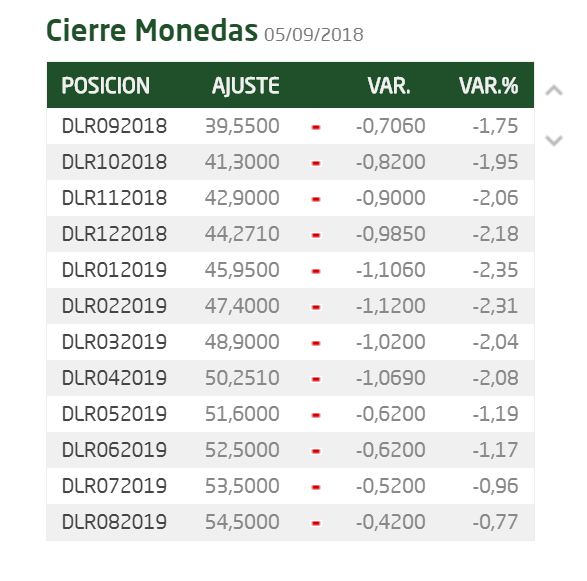 Cierre Monedas 05/09/2018
POSICION AJUSTE VAR. VAR.%
DLR092018 39,5500 - -0,7060 -1,75
DLR102018 41,3000 - -0,8200 -1,95
DLR112018 42,9000 - -0,9000 -2,06
DLR122018 44,2710 - -0,9850 -2,18
DLR012019 45,9500 - -1,1060 -2,35
DLR022019 47,4000 - -1,1200 -2,31
DLR032019 48,9000 - -1,0200 -2,04
DLR042019 50,2510 - -1,0690 -2,08
DLR052019 51,6000 - -0,6200 -1,19
DLR062019 52,5000 - -0,6200 -1,17
DLR072019 53,5000 - -0,5200 -0,96
DLR082019 54,5000 - -0,4200 -0,77